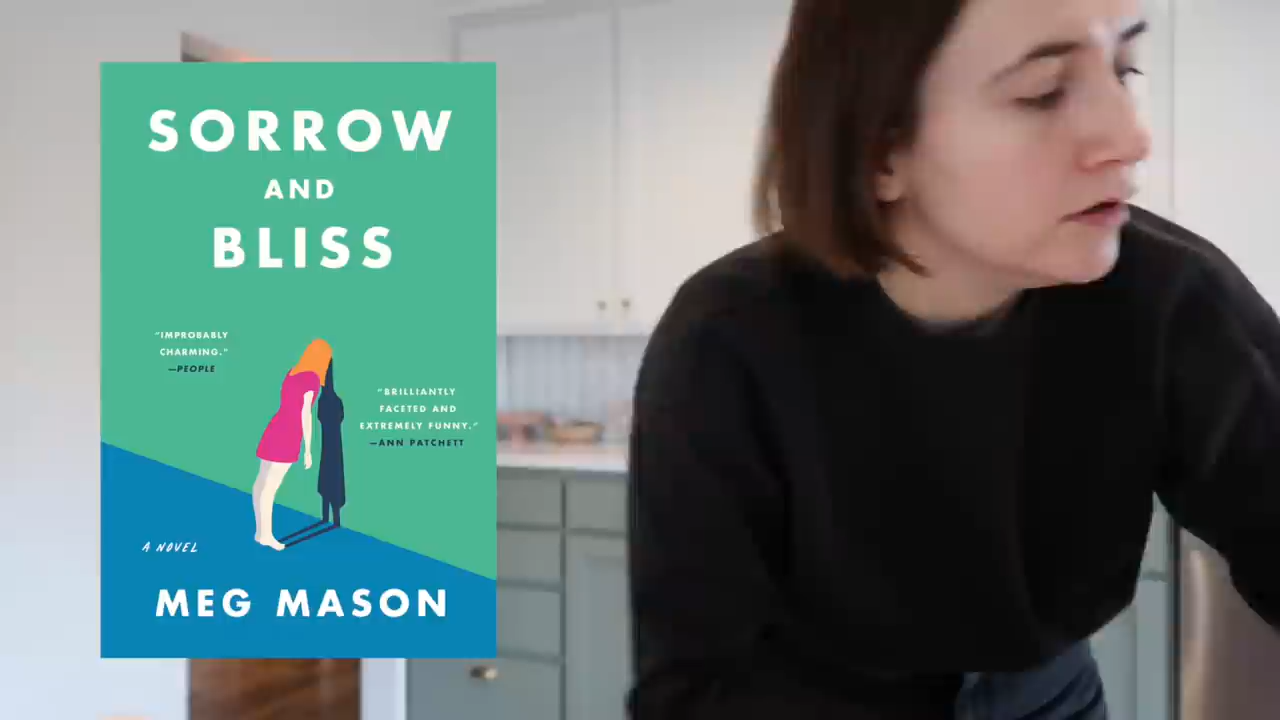 SORROW
AND
BLISS
“IMPROBABLY
CHARMING.”
—PEOPLE
“BRILLIANTLY
FACETED AND
EXTREMELY FUNNY.”
—ANN PATCHETT
A NOVEL
MEG MASON